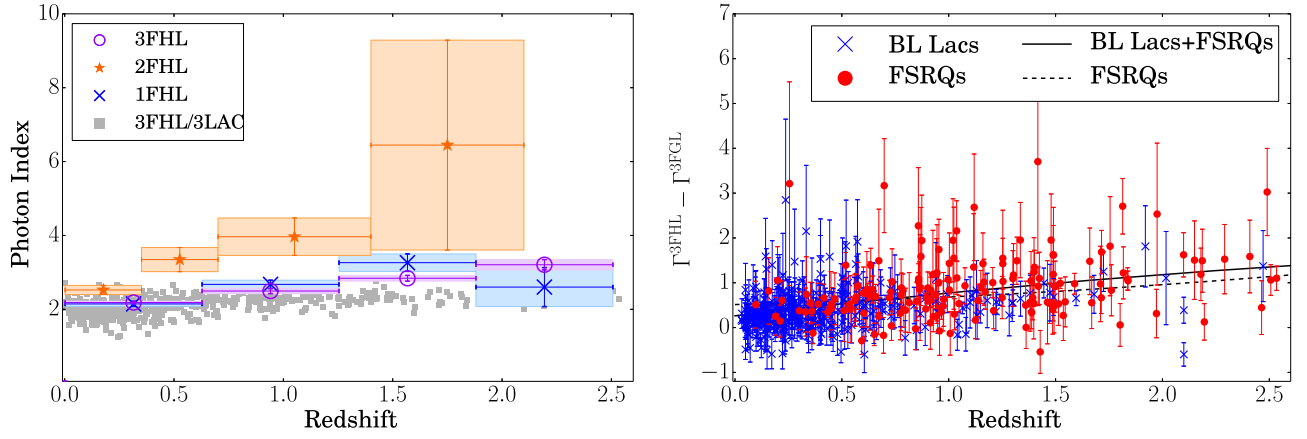 10
8
6
4
2
Photon Index
3FHL
2FHL
1FHL
3FHL/3LAC
0.0 0.5 1.0 1.5 2.0 2.5
Redshift
7
6
5
4
3
2
1
0
−1
Γ³ᶠᴴᴸ − Γ³ᶠᴳᴸ
BL Lacs BL Lacs+FSRQs
FSRQs FSRQs
0.0 0.5 1.0 1.5 2.0 2.5
Redshift